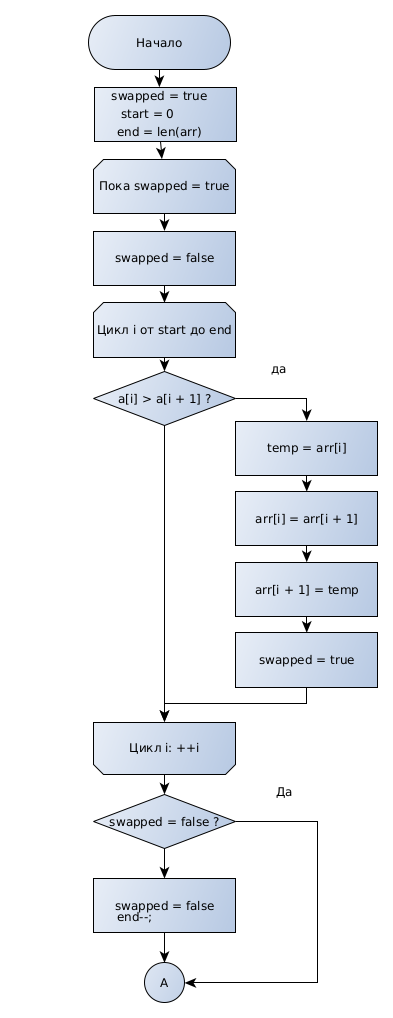 Начало
swapped = true
start = 0
end = len(arr)
Пока swapped = true
swapped = false
Цикл i от start до end
да
a[i] > a[i + 1] ?
temp = arr[i]
arr[i] = arr[i + 1]
arr[i + 1] = temp
swapped = true
Цикл i: ++i
Да
swapped = false ?
swapped = false
end--;
A